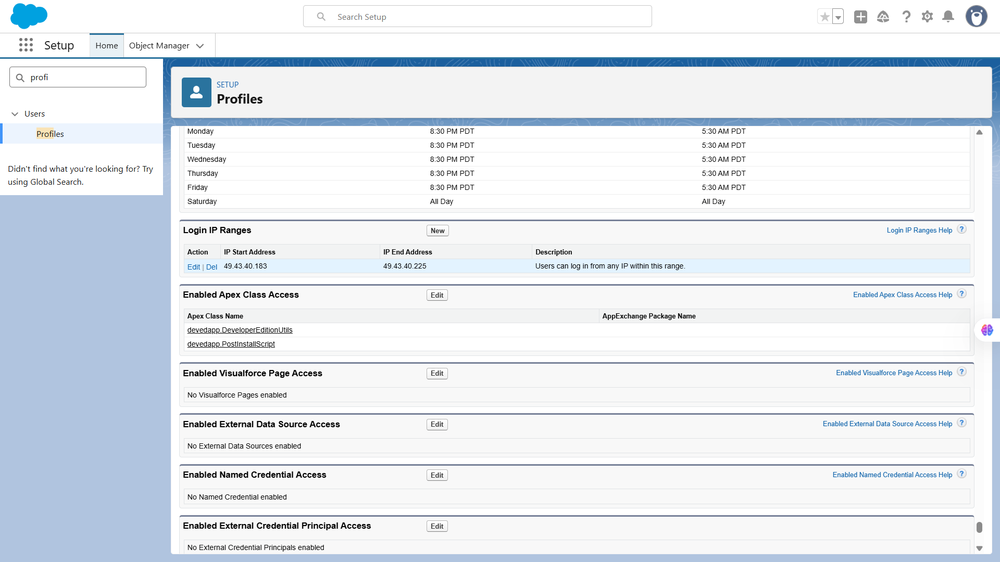 Search Setup
Setup
Home
Object Manager
profi
Users
Profiles
Didn't find what you're looking for? Try
using Global Search.
SETUP
Profiles
Monday 8:30 PM PDT 5:30 AM PDT
Tuesday 8:30 PM PDT 5:30 AM PDT
Wednesday 8:30 PM PDT 5:30 AM PDT
Thursday 8:30 PM PDT 5:30 AM PDT
Friday 8:30 PM PDT 5:30 AM PDT
Saturday All Day All Day
Login IP Ranges New Login IP Ranges Help ?
Action IP Start Address IP End Address Description
Edit | Del 49.43.40.183 49.43.40.225 Users can log in from any IP within this range.
Enabled Apex Class Access Edit Enabled Apex Class Access Help ?
Apex Class Name AppExchange Package Name
devedapp.DeveloperEditionUtils
devedapp.PostInstallScript
Enabled Visualforce Page Access Edit Enabled Visualforce Page Access Help ?
No Visualforce Pages enabled
Enabled External Data Source Access Edit Enabled External Data Source Access Help ?
No External Data Sources enabled
Enabled Named Credential Access Edit Enabled Named Credential Access Help ?
No Named Credential enabled
Enabled External Credential Principal Access Edit
No External Credential Principals enabled